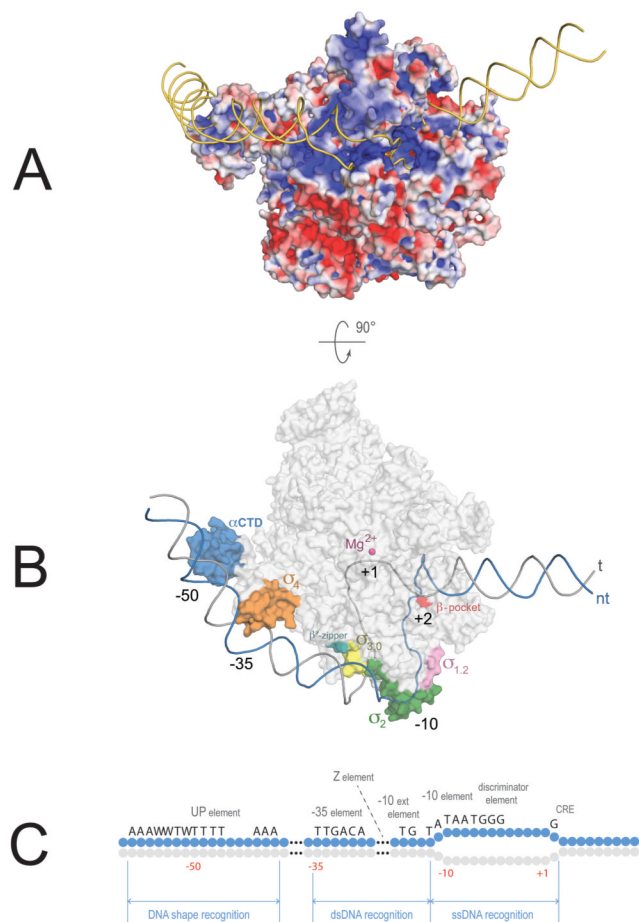 A
90°
B
αCTD
Mg2+
σ4
+1
t
-50
nt
β-pocket
+2
β'-zipper
σ3.0
-35
σ1.2
σ2
-10
C
Z element
-10 ext element
-10 element
discriminator element
UP element
-35 element
CRE
AAAWWTWTTTT AAA TTGACA TG T A TAATGGG G
-50 -35 -10 +1
DNA shape recognition dsDNA recognition ssDNA recognition